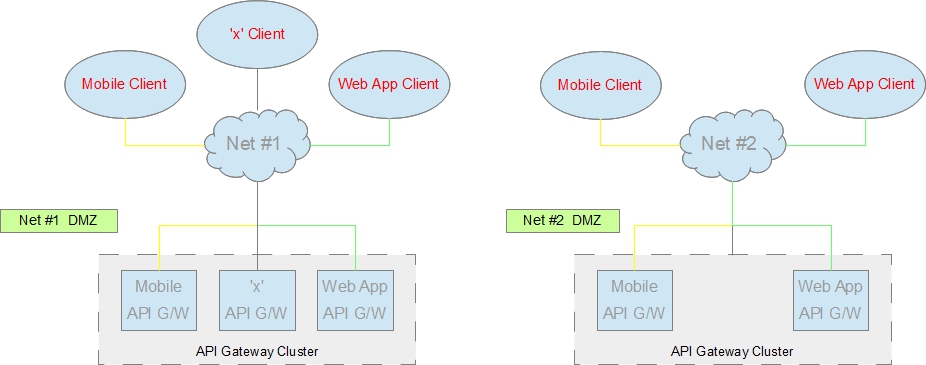 'x' Client
Mobile Client
Web App Client
Net #1
Net #1  DMZ
Mobile
API G/W
'x'
API G/W
Web App
API G/W
API Gateway Cluster
Mobile Client
Web App Client
Net #2
Net #2  DMZ
Mobile
API G/W
Web App
API G/W
API Gateway Cluster